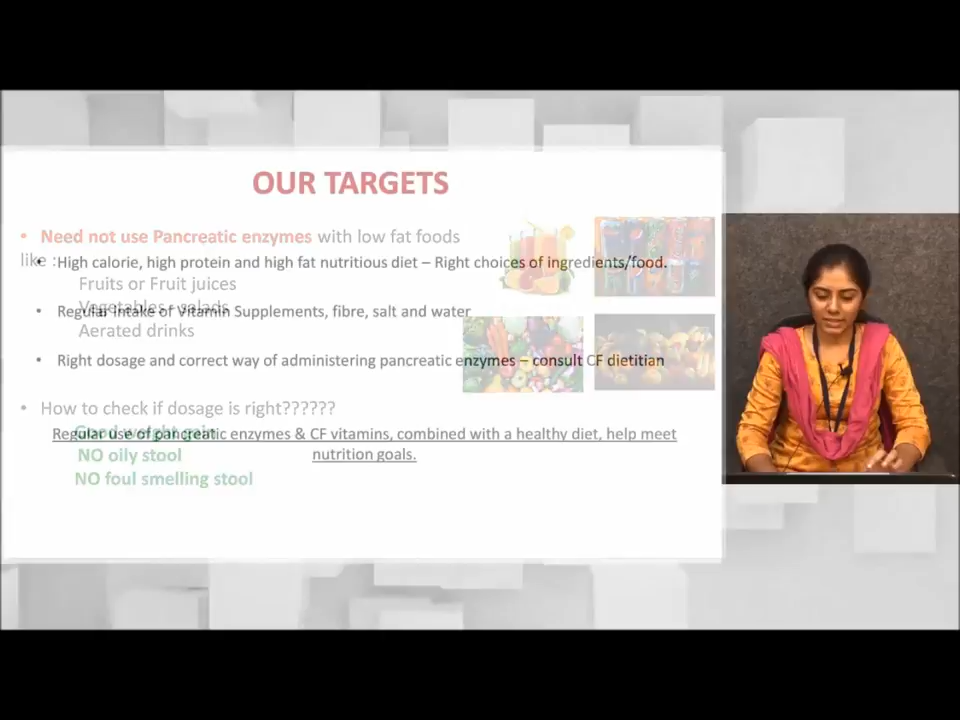 OUR TARGETS
• Need not use Pancreatic enzymes with low fat foods
like :
• High calorie, high protein and high fat nutritious diet – Right choices of ingredients/food.
Fruits or Fruit juices
Vegetables - salads
• Regular Intake of Vitamin Supplements, fibre, salt and water
Aerated drinks
• Right dosage and correct way of administering pancreatic enzymes – consult CF dietitian
• How to check if dosage is right??????
Good weight gain
Regular use of pancreatic enzymes & CF vitamins, combined with a healthy diet, help meet
nutrition goals.
NO oily stool
NO foul smelling stool